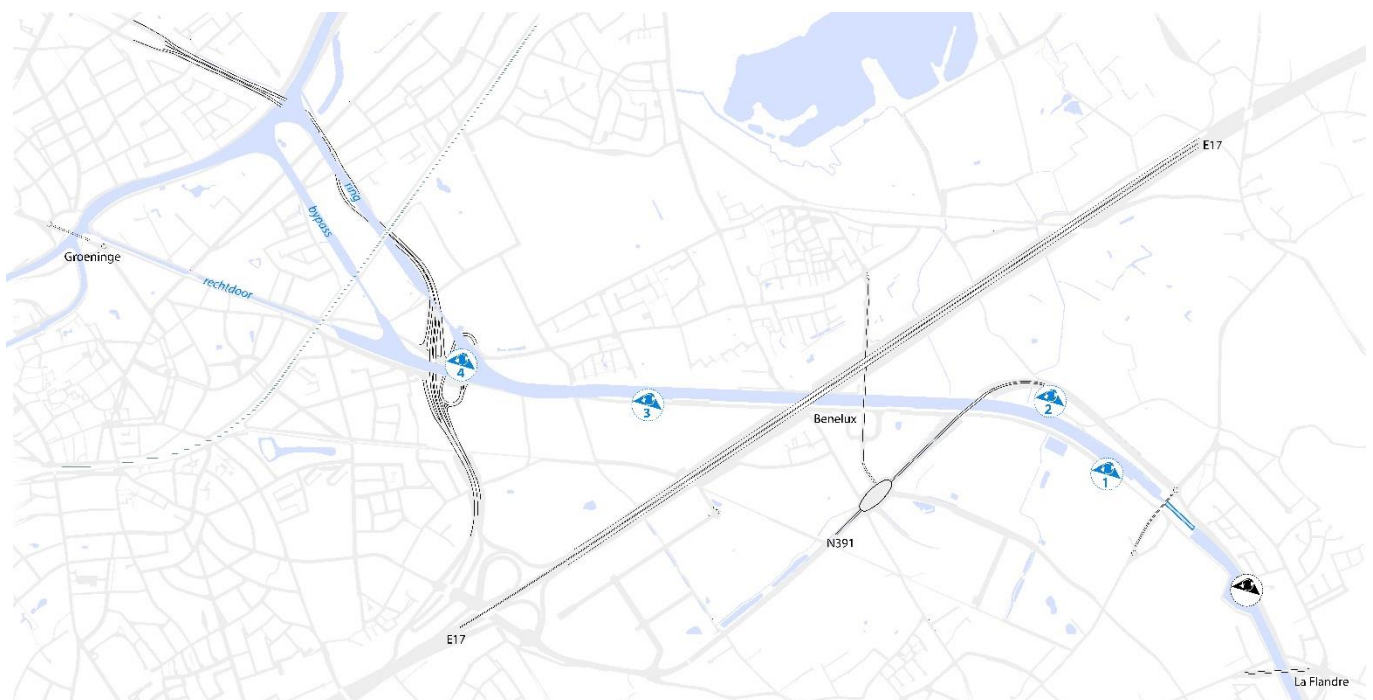 E17
ring
bypass
Groeninge
rechtdoor
4
3
2
Benelux
1
N391
E17
La Flandre